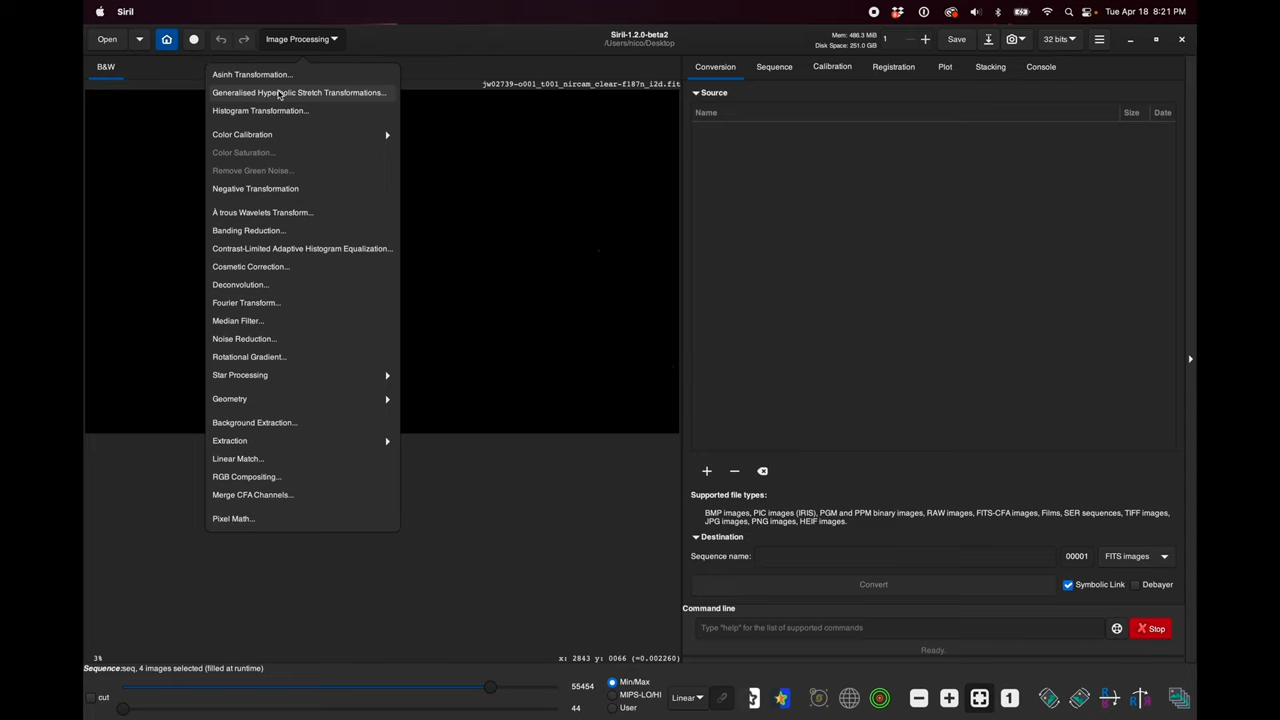 Siril
Tue Apr 18 8:21 PM
Open
Image Processing
Siril-1.2.0-beta2
/Users/nico/Desktop
Mem: 486.3 MiB
Disk Space: 251.0 GiB
1
Save
32 bits
B&W
Conversion
Sequence
Calibration
Registration
Plot
Stacking
Console
jw02739-o001_t001_nircam_clear-f187n_i2d.fit
Asinh Transformation...
Generalised Hyperbolic Stretch Transformations...
Histogram Transformation...
Color Calibration
Color Saturation...
Remove Green Noise...
Negative Transformation
À trous Wavelets Transform...
Banding Reduction...
Contrast-Limited Adaptive Histogram Equalization...
Cosmetic Correction...
Deconvolution...
Fourier Transform...
Median Filter...
Noise Reduction...
Rotational Gradient...
Star Processing
Geometry
Background Extraction...
Extraction
Linear Match...
RGB Compositing...
Merge CFA Channels...
Pixel Math...
Source
Name
Size
Date
Supported file types:
BMP images, PIC images (IRIS), PGM and PPM binary images, RAW images, FITS-CFA images, Films, SER sequences, TIFF images,
JPG images, PNG images, HEIF images.
Destination
Sequence name:
00001
FITS images
Convert
Symbolic Link
Debayer
Command line
Type "help" for the list of supported commands
Stop
Ready.
3%
x: 2843 y: 0066 (=0.002260)
Sequence:seq, 4 images selected (filled at runtime)
cut
55454
44
Min/Max
MIPS-LO/HI
User
Linear
1